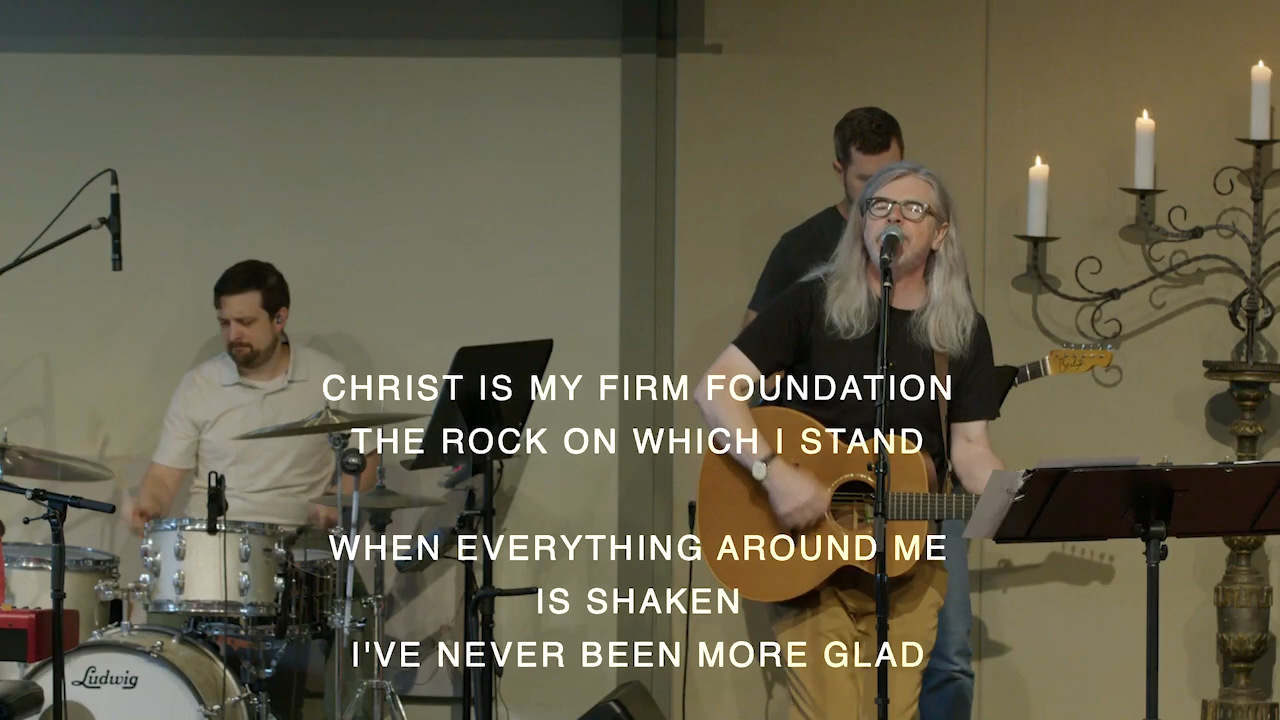 CHRIST IS MY FIRM FOUNDATION
THE ROCK ON WHICH I STAND
WHEN EVERYTHING AROUND ME
IS SHAKEN
I'VE NEVER BEEN MORE GLAD
Ludwig